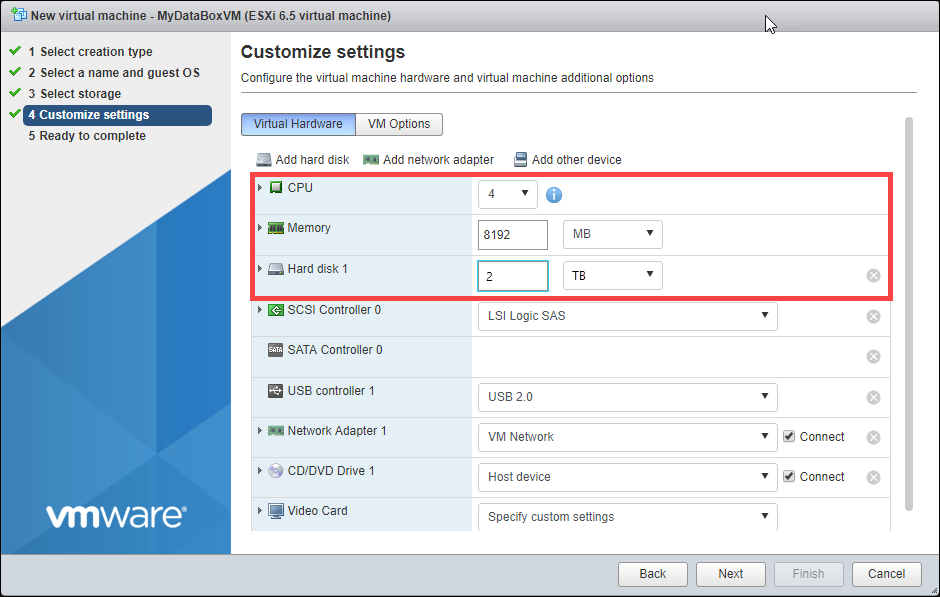 New virtual machine - MyDataBoxVM (ESXi 6.5 virtual machine)
1 Select creation type
2 Select a name and guest OS
3 Select storage
4 Customize settings
5 Ready to complete
vmware®
Customize settings
Configure the virtual machine hardware and virtual machine additional options
Virtual Hardware VM Options
Add hard disk Add network adapter Add other device
CPU 4 i
Memory 8192 MB
Hard disk 1 2 TB
SCSI Controller 0 LSI Logic SAS
SATA SATA Controller 0
USB controller 1 USB 2.0
Network Adapter 1 VM Network Connect
CD/DVD Drive 1 Host device Connect
Video Card Specify custom settings
Back Next Finish Cancel